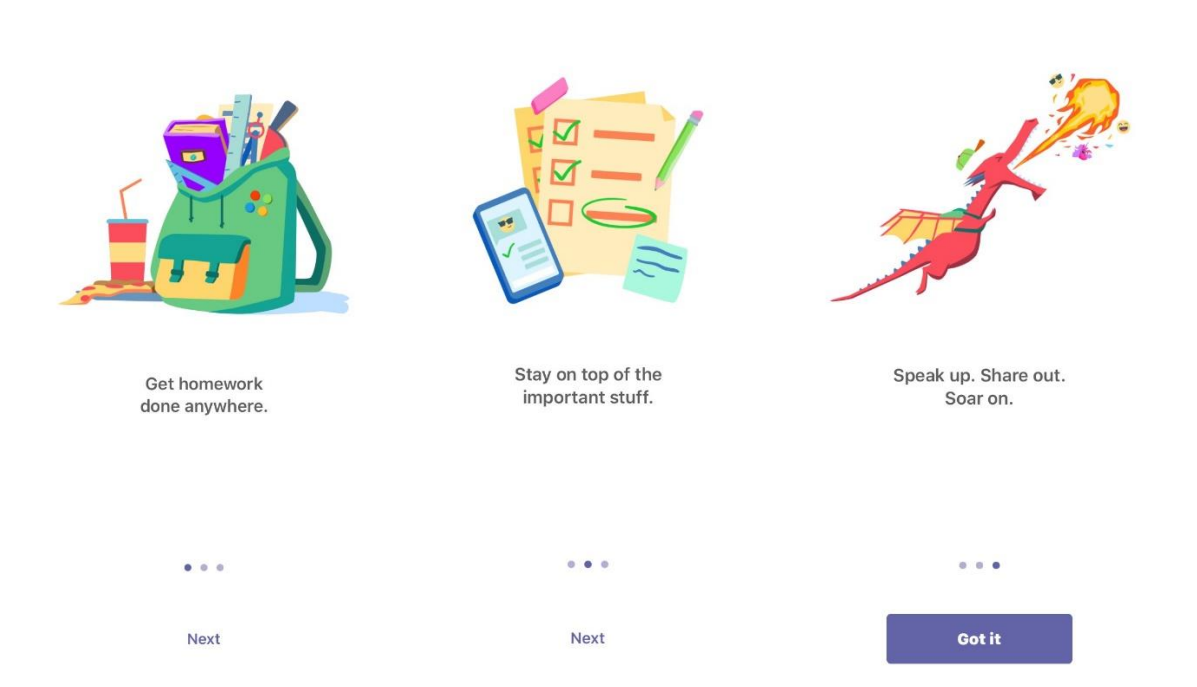 Get homework
done anywhere.
Next
Stay on top of the
important stuff.
Next
Speak up. Share out.
Soar on.
Got it